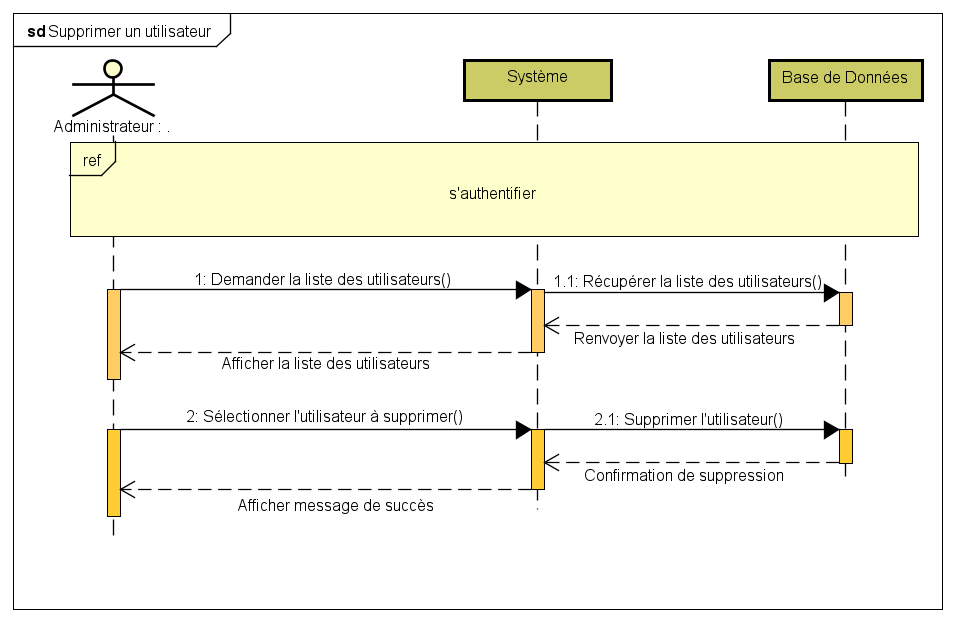 sd Supprimer un utilisateur
Système
Base de Données
Administrateur : .
ref
s'authentifier
1: Demander la liste des utilisateurs()
1.1: Récupérer la liste des utilisateurs()
Renvoyer la liste des utilisateurs
Afficher la liste des utilisateurs
2: Sélectionner l'utilisateur à supprimer()
2.1: Supprimer l'utilisateur()
Confirmation de suppression
Afficher message de succès